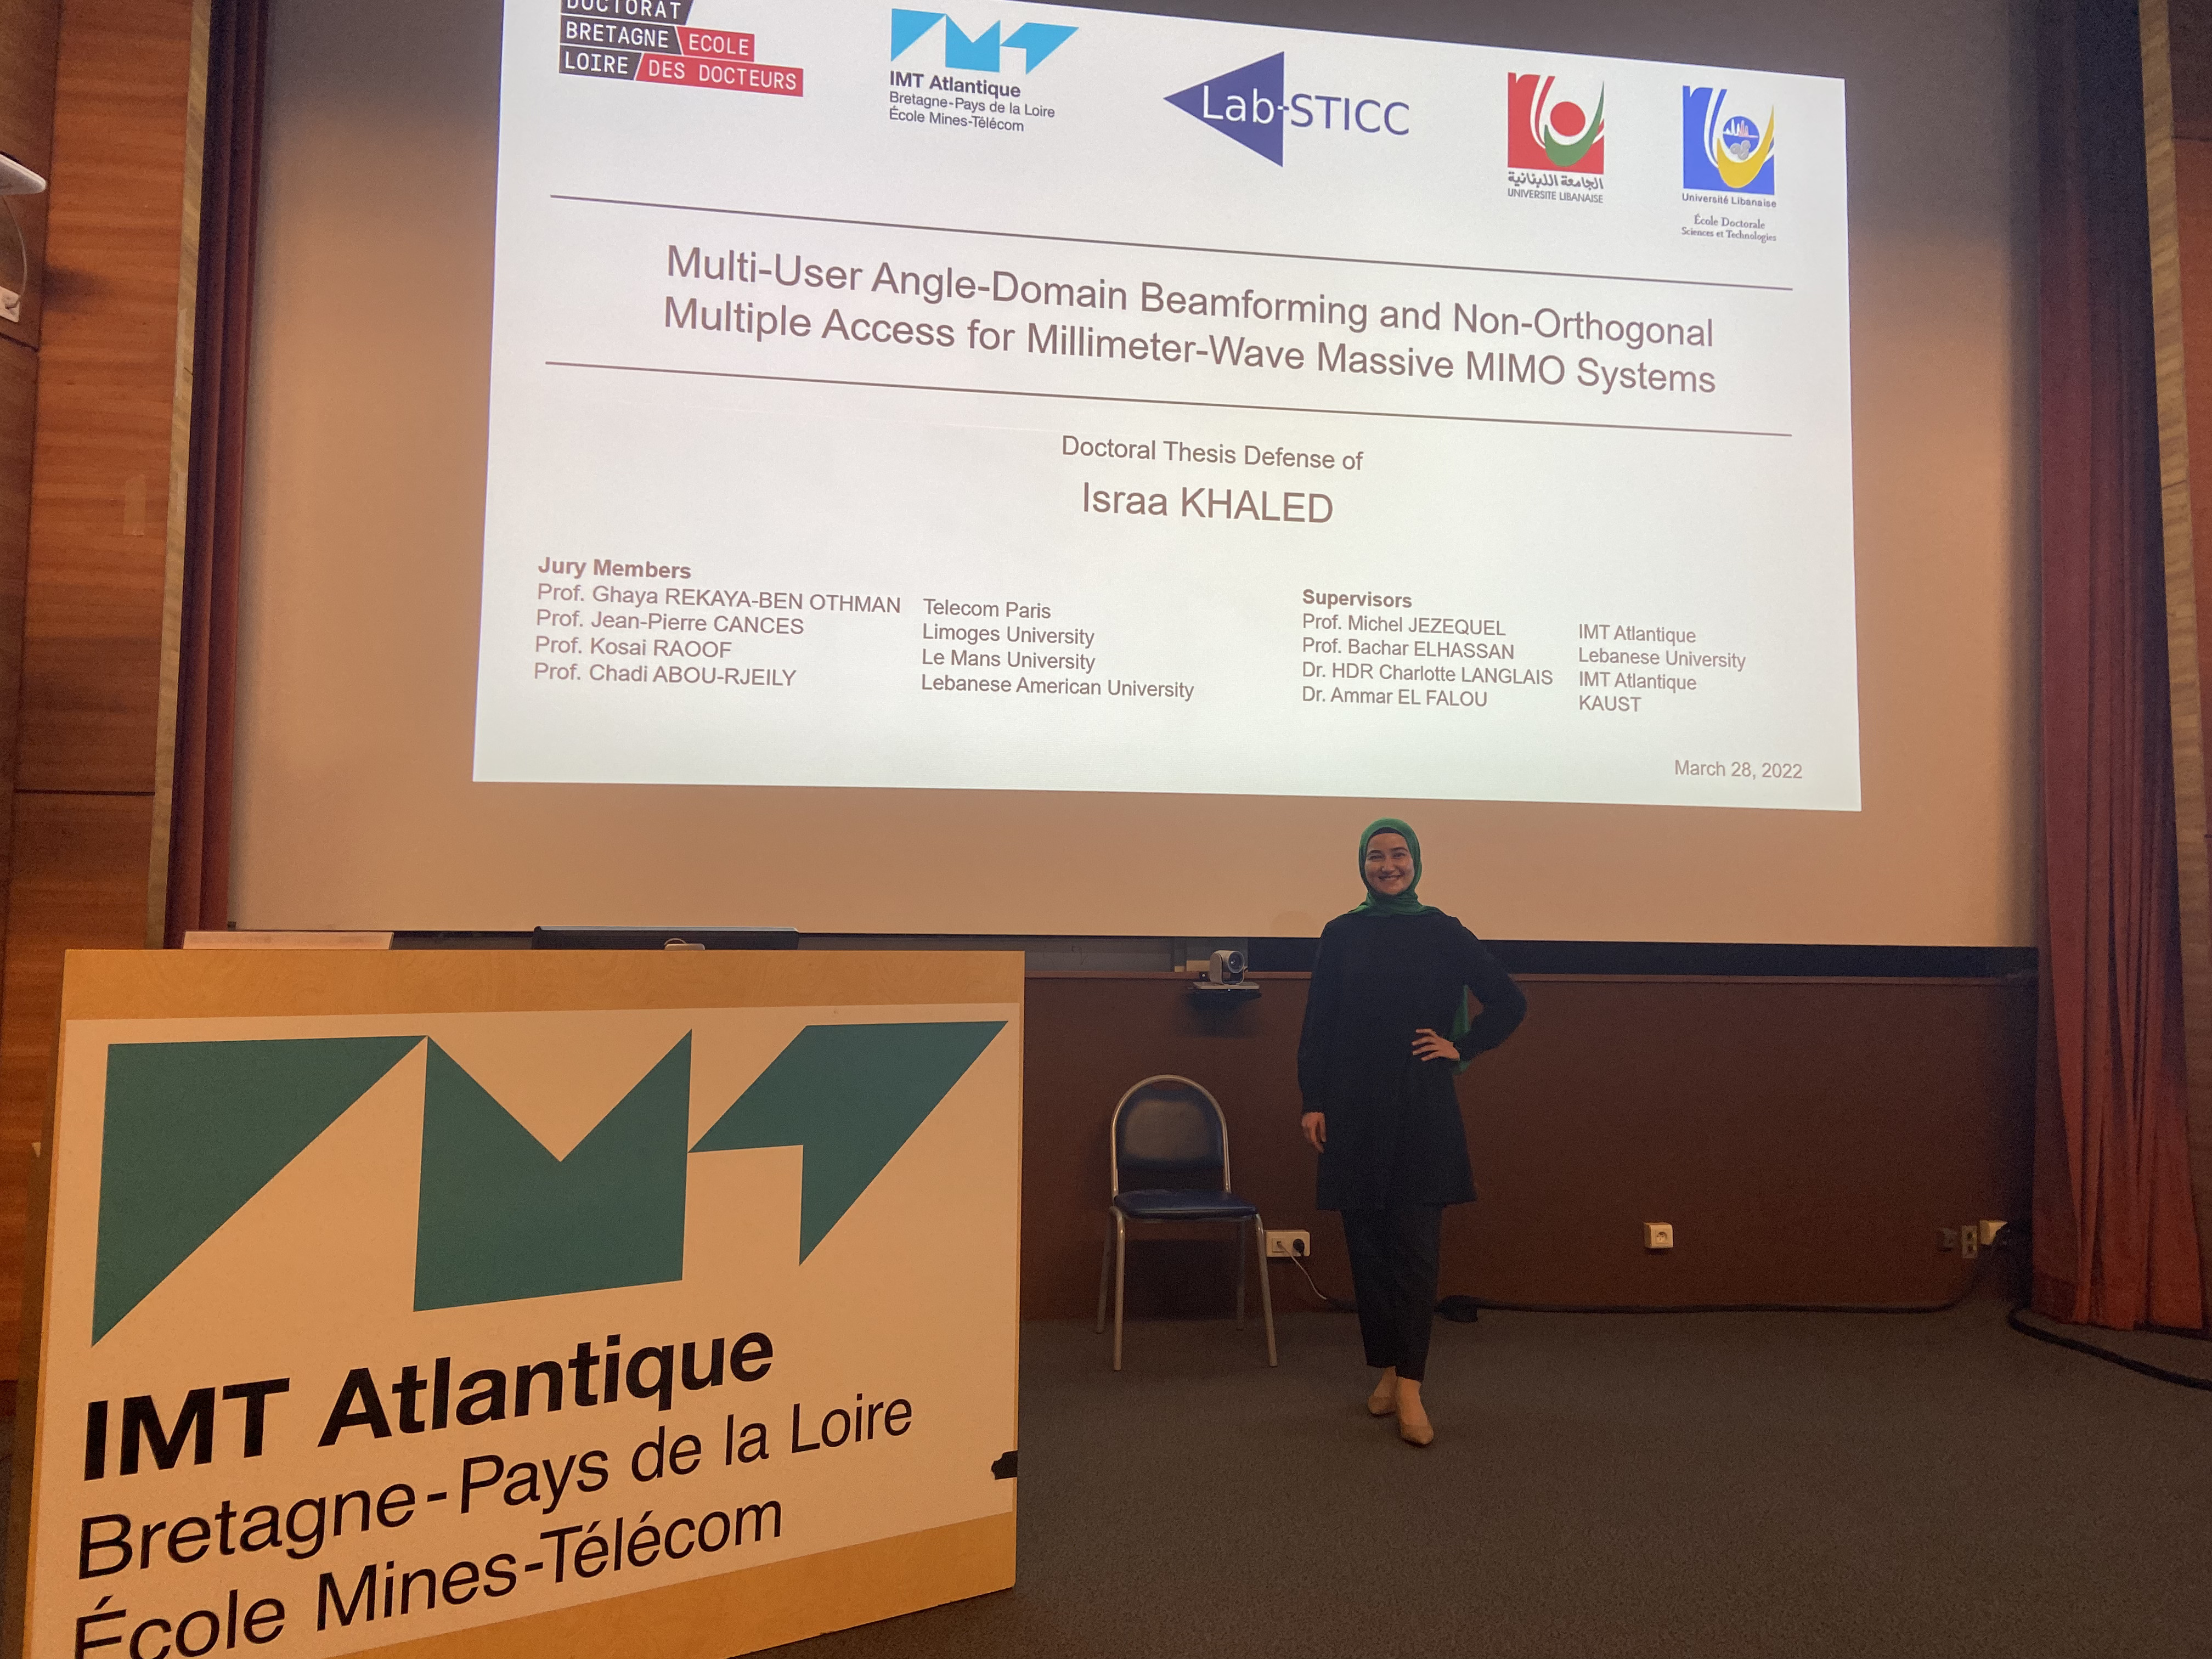 DOCTORAT
BRETAGNE ECOLE
LOIRE DES DOCTEURS
IMT Atlantique
Bretagne-Pays de la Loire
École Mines-Télécom
Lab-STICC
الجامعة اللبنانية
UNIVERSITE LIBANAISE
Université Libanaise
École Doctorale
Sciences et Technologies
Multi-User Angle-Domain Beamforming and Non-Orthogonal
Multiple Access for Millimeter-Wave Massive MIMO Systems
Doctoral Thesis Defense of
Israa KHALED
Jury Members
Prof. Ghaya REKAYA-BEN OTHMAN Telecom Paris
Prof. Jean-Pierre CANCES Limoges University
Prof. Kosai RAOOF Le Mans University
Prof. Chadi ABOU-RJEILY Lebanese American University
Supervisors
Prof. Michel JEZEQUEL IMT Atlantique
Prof. Bachar ELHASSAN Lebanese University
Dr. HDR Charlotte LANGLAIS IMT Atlantique
Dr. Ammar EL FALOU KAUST
March 28, 2022
IMT Atlantique
Bretagne-Pays de la Loire
École Mines-Télécom